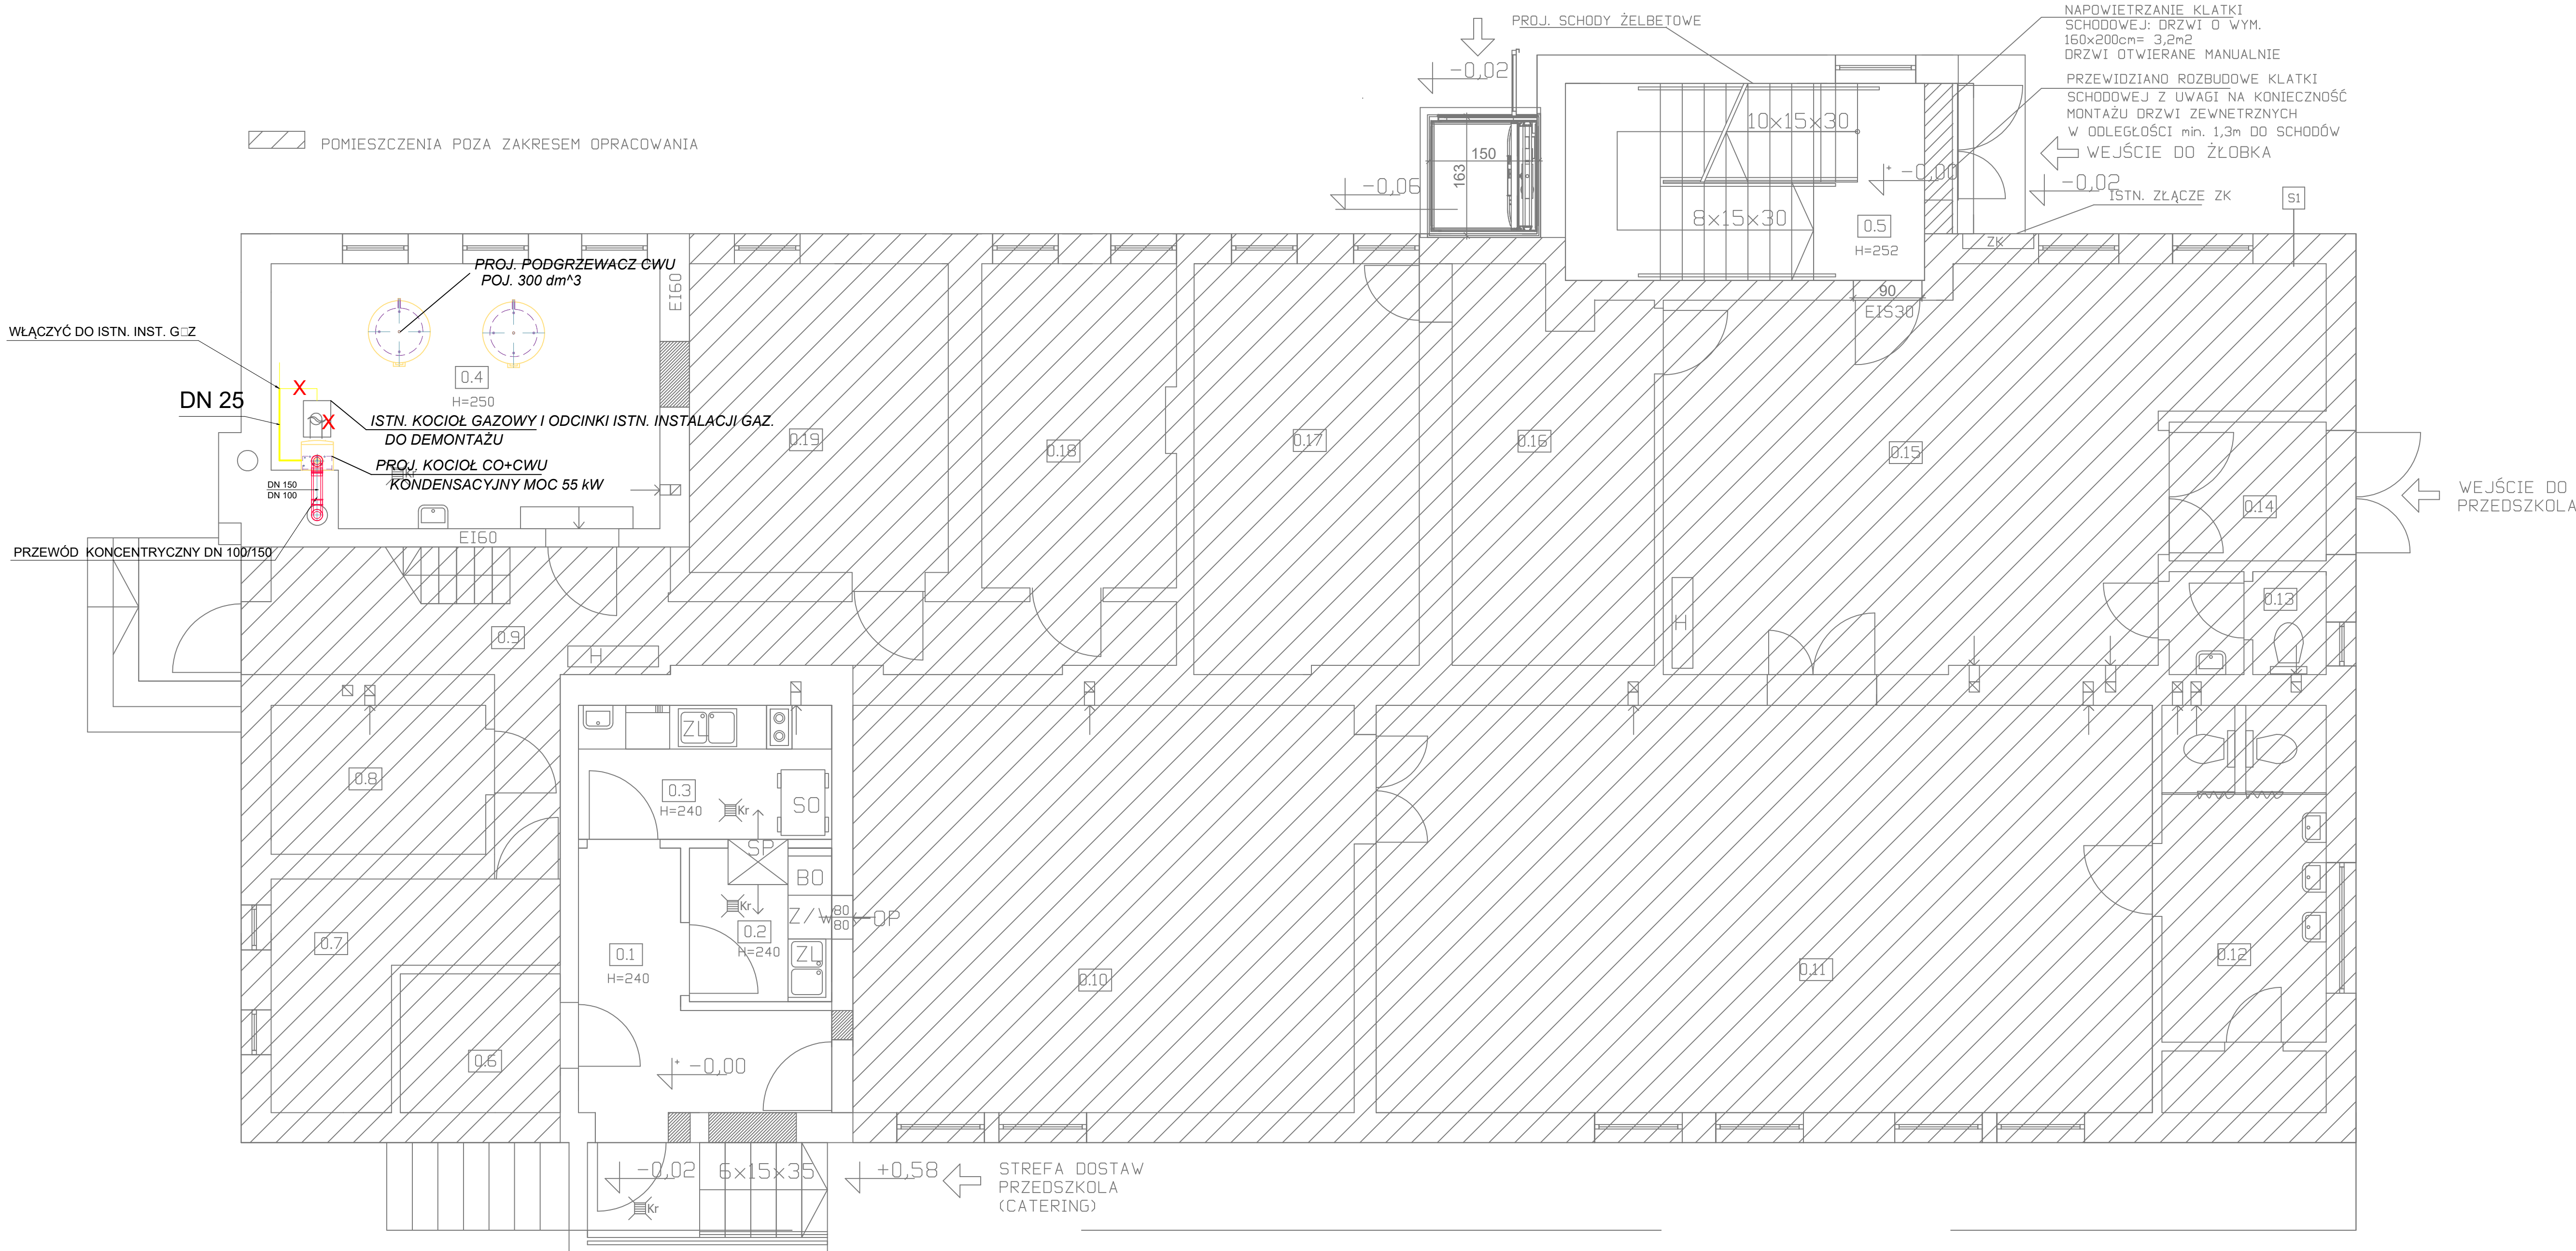 PROJ. SCHODY ŻELBETOWE
NAPOWIETRZANIE KLATKI
SCHODOWEJ: DRZWI O WYM.
160x200cm= 3,2m2
DRZWI OTWIERANE MANUALNIE
PRZEWIDZIANO ROZBUDOWE KLATKI
SCHODOWEJ Z UWAGI NA KONIECZNOŚĆ
MONTAŻU DRZWI ZEWNETRZNYCH
W ODLEGŁOŚCI min. 1,3m DO SCHODÓW
WEJŚCIE DO ŻŁOBKA
-0,02
ISTN. ZŁĄCZE ZK
S1
ZK
-0,02
150
163
-0,06
10x15x30
8x15x30
+-0,00
0.5
H=252
90
EIS30
POMIESZCZENIA POZA ZAKRESEM OPRACOWANIA
PROJ. PODGRZEWACZ CWU
POJ. 300 dm^3
EI60
WŁĄCZYĆ DO ISTN. INST. G□Z
DN 25
X
X
0.4
H=250
ISTN. KOCIOŁ GAZOWY I ODCINKI ISTN. INSTALACJI GAZ.
DO DEMONTAŻU
PROJ. KOCIOŁ CO+CWU
KONDENSACYJNY MOC 55 kW
Kr
DN 150
DN 100
EI60
PRZEWÓD KONCENTRYCZNY DN 100/150
0.19
0.18
0.17
0.16
0.15
0.14
WEJŚCIE DO
PRZEDSZKOLA
0.13
0.9
H
H
ZL
0.8
0.3
H=240
Kr
SO
SP
BO
Kr
Z/W
80
80
OP
0.2
H=240
ZL
0.7
0.1
H=240
0.10
0.11
0.12
0.6
+-0,00
-0,02
6x15x35
+0,58
STREFA DOSTAW
PRZEDSZKOLA
(CATERING)
Kr